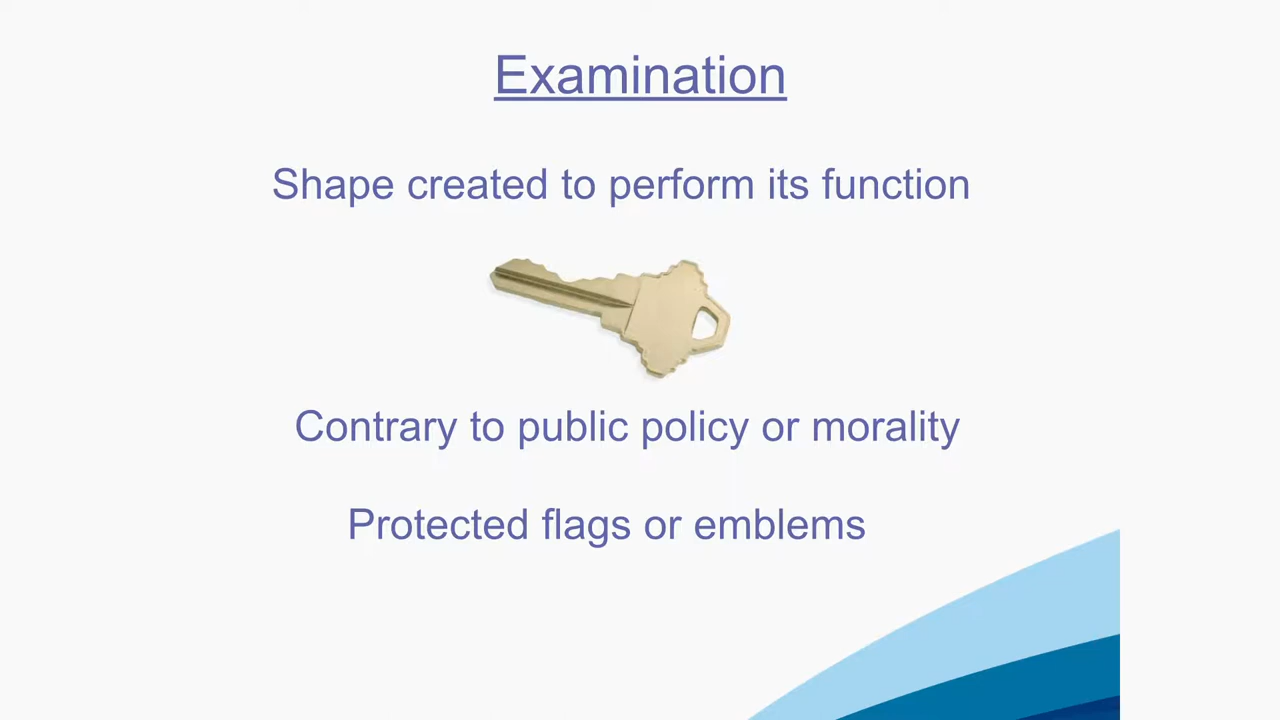 Examination
Shape created to perform its function
Contrary to public policy or morality
Protected flags or emblems